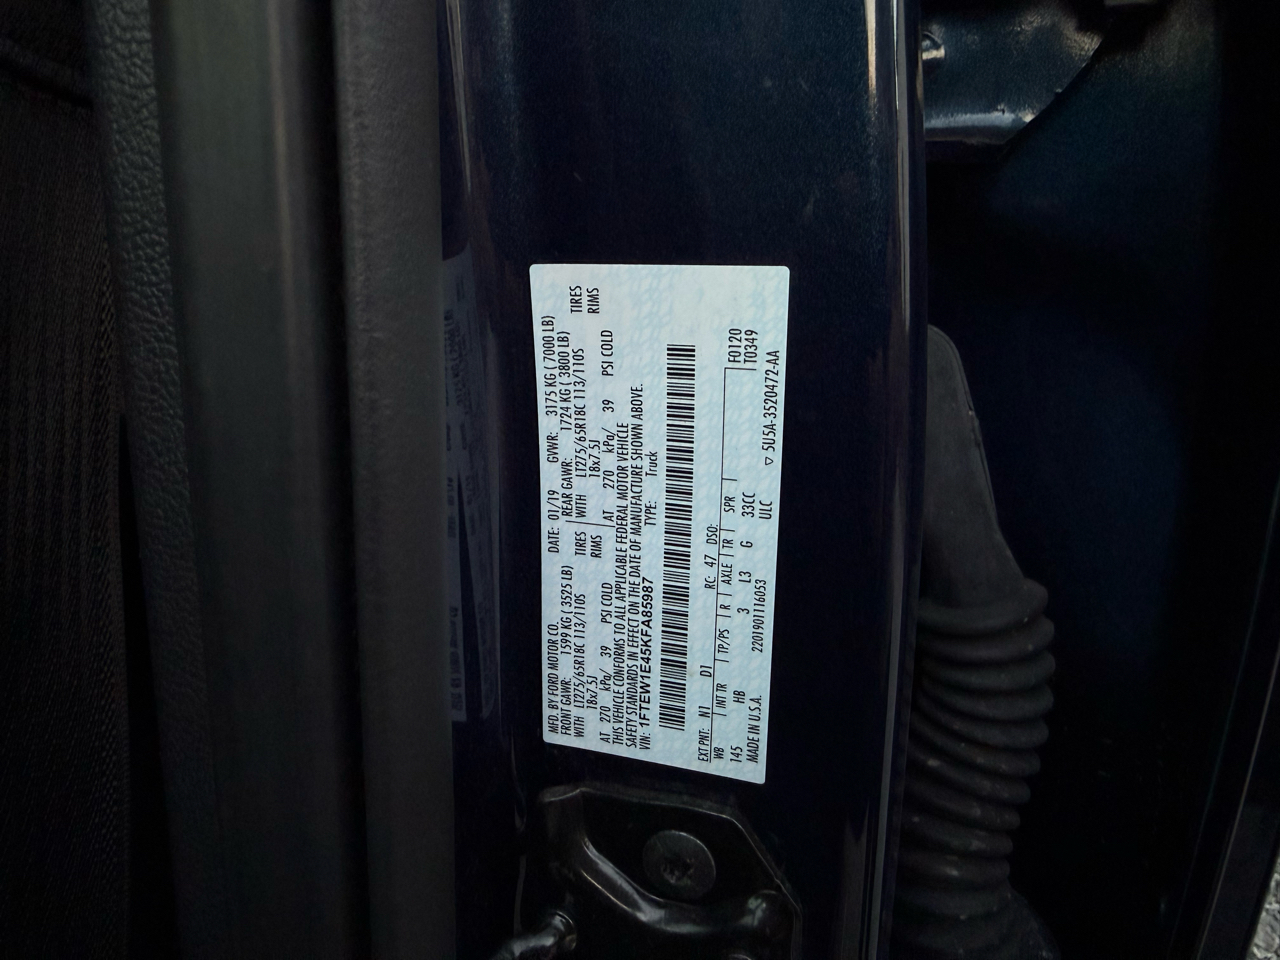 MFD. BY FORD MOTOR CO.
DATE: 01/19 GVWR: 3175 KG ( 7000 LB)
FRONT GAWR: 1599 KG ( 3525 LB)
REAR GAWR: 1724 KG ( 3800 LB)
WITH LT275/65R18C 113/110S TIRES
WITH LT275/65R18C 113/110S TIRES
18x7.5J RIMS
18x7.5J RIMS
AT 270 kPa/ 39 PSI COLD
AT 270 kPa/ 39 PSI COLD
THIS VEHICLE CONFORMS TO ALL APPLICABLE FEDERAL MOTOR VEHICLE
SAFETY STANDARDS IN EFFECT ON THE DATE OF MANUFACTURE SHOWN ABOVE.
VIN: 1FTEW1E45KFA85987 TYPE: Truck
EXT PNT: N1 D1 RC: 47 DSO:
WB INT TR TP/PS R AXLE TR SPR F0120
145 HB 3 L3 G 33CC T0349
MADE IN U.S.A. 2201901116053 ULC ▽ 5U5A-3520472-AA